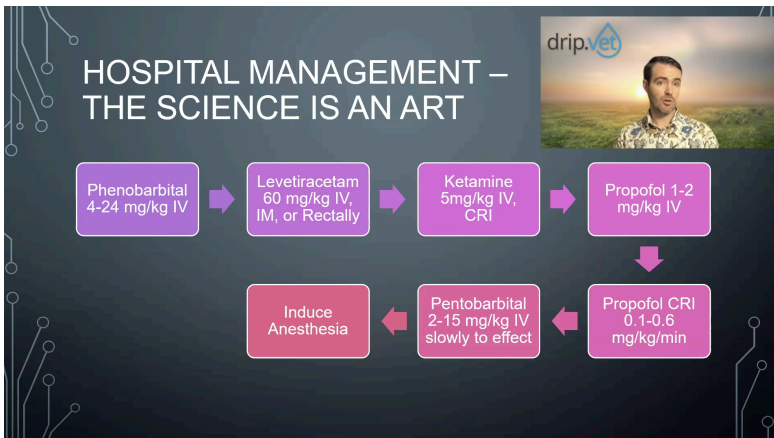 drip.vet
HOSPITAL MANAGEMENT –
THE SCIENCE IS AN ART
Phenobarbital
4-24 mg/kg IV
Levetiracetam
60 mg/kg IV,
IM, or Rectally
Ketamine
5mg/kg IV,
CRI
Propofol 1-2
mg/kg IV
Propofol CRI
0.1-0.6
mg/kg/min
Pentobarbital
2-15 mg/kg IV
slowly to effect
Induce
Anesthesia